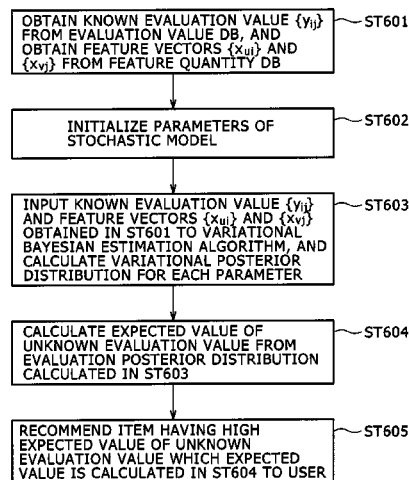 OBTAIN KNOWN EVALUATION VALUE {yij}
FROM EVALUATION VALUE DB, AND
OBTAIN FEATURE VECTORS {xui} AND
{xvj} FROM FEATURE QUANTITY DB
ST601
INITIALIZE PARAMETERS OF
STOCHASTIC MODEL
ST602
INPUT KNOWN EVALUATION VALUE {yij}
AND FEATURE VECTORS {xui} AND {xvj}
OBTAINED IN ST601 TO VARIATIONAL
BAYESIAN ESTIMATION ALGORITHM, AND
CALCULATE VARIATIONAL POSTERIOR
DISTRIBUTION FOR EACH PARAMETER
ST603
CALCULATE EXPECTED VALUE OF
UNKNOWN EVALUATION VALUE FROM
EVALUATION POSTERIOR DISTRIBUTION
CALCULATED IN ST603
ST604
RECOMMEND ITEM HAVING HIGH
EXPECTED VALUE OF UNKNOWN
EVALUATION VALUE WHICH EXPECTED
VALUE IS CALCULATED IN ST604 TO USER
ST605